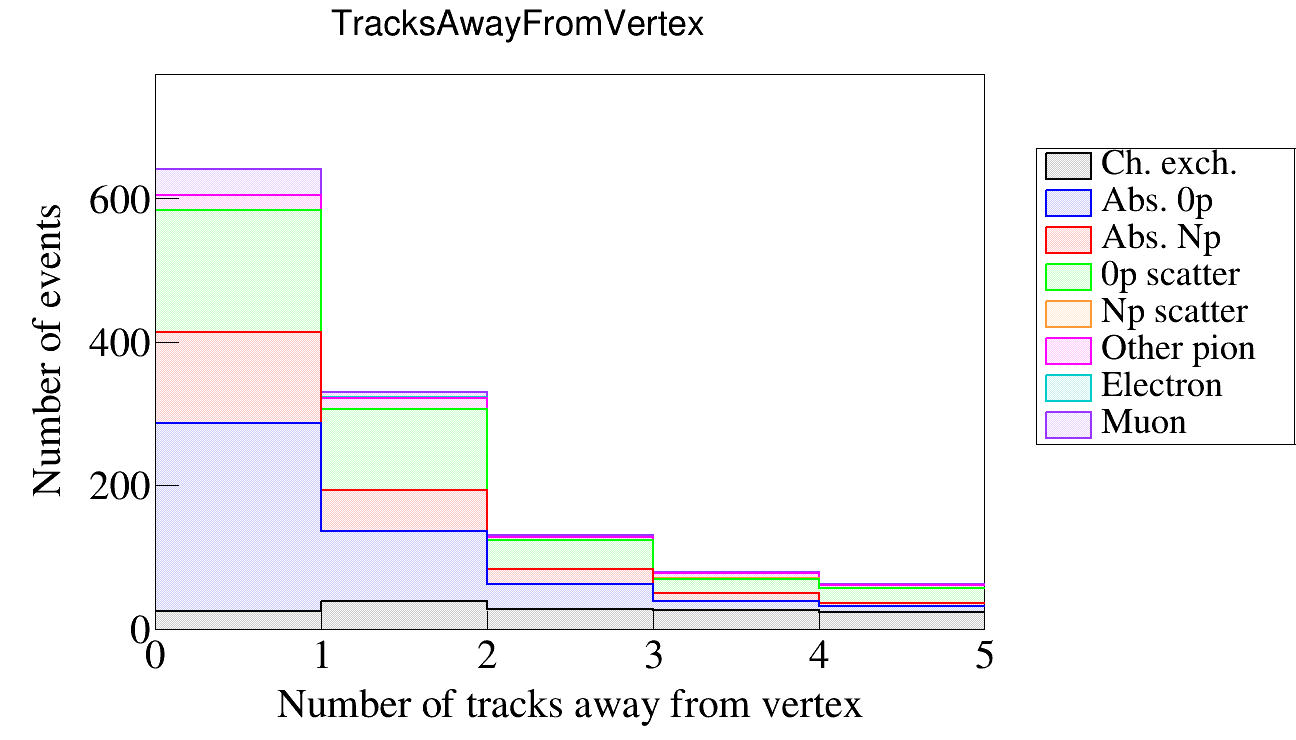 TracksAwayFromVertex
Number of events
600
400
200
0
0 1 2 3 4 5
Number of tracks away from vertex
Ch. exch.
Abs. 0p
Abs. Np
0p scatter
Np scatter
Other pion
Electron
Muon